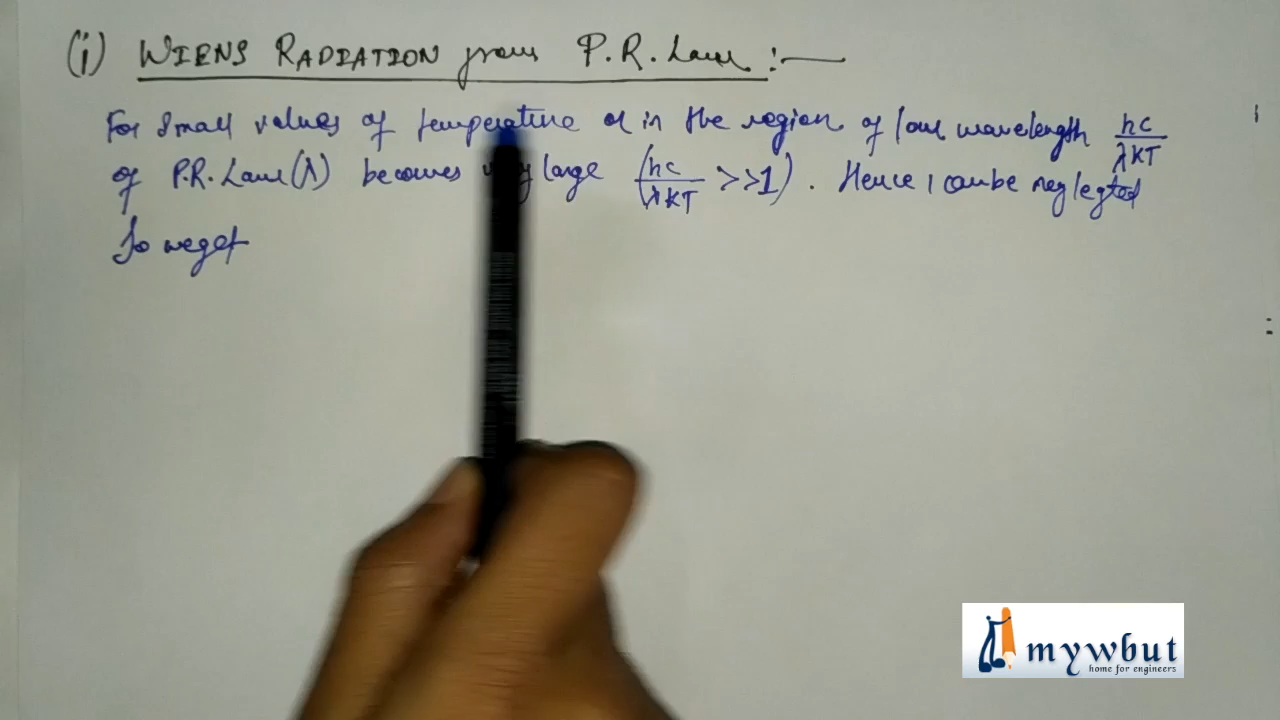 (i) WIENS RADIATION from P.R. Law :—
For small values of temperature or in the region of low wavelength hc/λKT
of P.R. Law (λ) becomes very large (hc/λKT >>1). Hence 1 can be neglected
So we get
mywbut
home for engineers